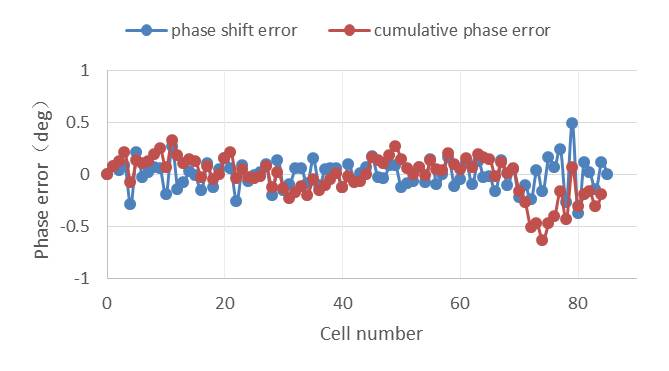 phase shift error
cumulative phase error
1
0.5
0
-0.5
-1
Phase error（deg）
0
20
40
60
80
Cell number